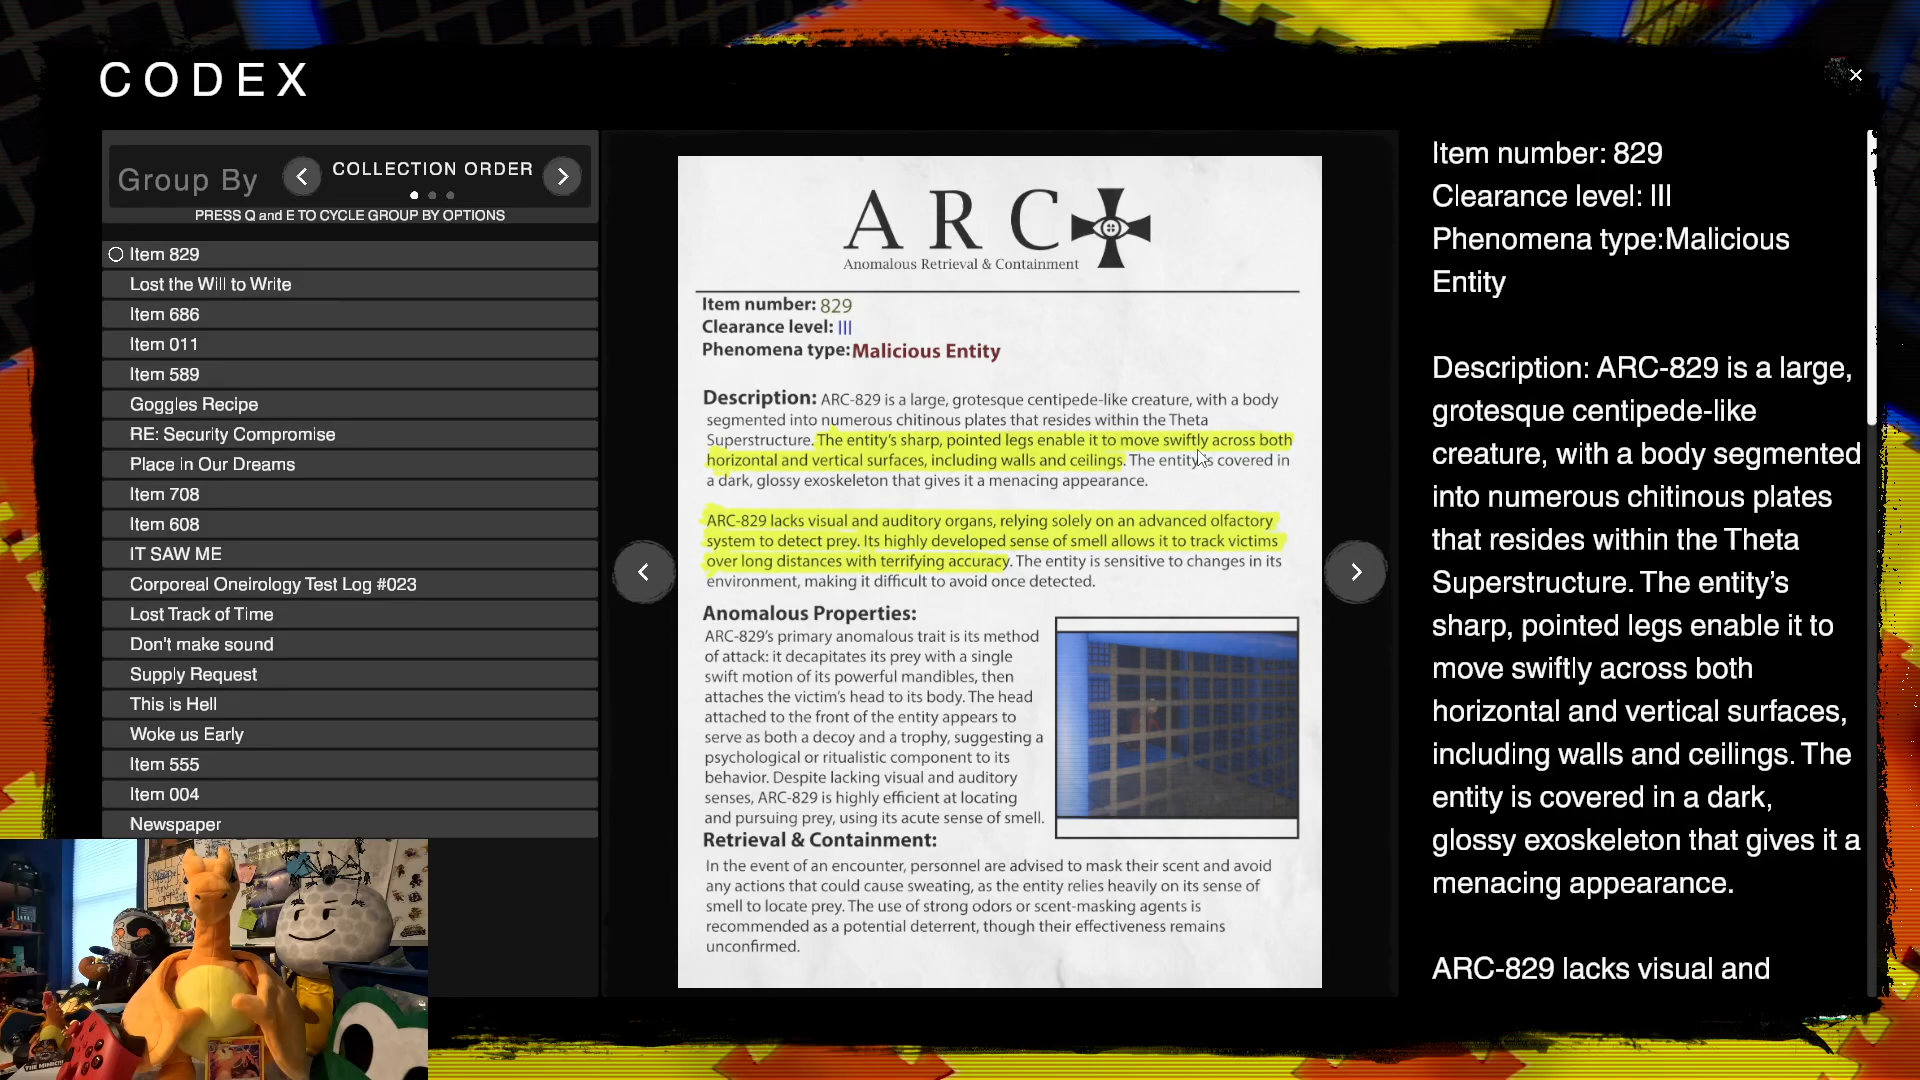 CODEX
Group By
COLLECTION ORDER
PRESS Q and E TO CYCLE GROUP BY OPTIONS
Item 829
Lost the Will to Write
Item 686
Item 011
Item 589
Goggles Recipe
RE: Security Compromise
Place in Our Dreams
Item 708
Item 608
IT SAW ME
Corporeal Oneirology Test Log #023
Lost Track of Time
Don't make sound
Supply Request
This is Hell
Woke us Early
Item 555
Item 004
Newspaper
ARC
Anomalous Retrieval & Containment
Item number: 829
Clearance level: III
Phenomena type: Malicious Entity
Description: ARC-829 is a large, grotesque centipede-like creature, with a body
segmented into numerous chitinous plates that resides within the Theta
Superstructure. The entity's sharp, pointed legs enable it to move swiftly across both
horizontal and vertical surfaces, including walls and ceilings. The entity is covered in
a dark, glossy exoskeleton that gives it a menacing appearance.
ARC-829 lacks visual and auditory organs, relying solely on an advanced olfactory
system to detect prey. Its highly developed sense of smell allows it to track victims
over long distances with terrifying accuracy. The entity is sensitive to changes in its
environment, making it difficult to avoid once detected.
Anomalous Properties:
ARC-829's primary anomalous trait is its method
of attack: it decapitates its prey with a single
swift motion of its powerful mandibles, then
attaches the victim's head to its body. The head
attached to the front of the entity appears to
serve as both a decoy and a trophy, suggesting a
psychological or ritualistic component to its
behavior. Despite lacking visual and auditory
senses, ARC-829 is highly efficient at locating
and pursuing prey, using its acute sense of smell.
Retrieval & Containment:
In the event of an encounter, personnel are advised to mask their scent and avoid
any actions that could cause sweating, as the entity relies heavily on its sense of
smell to locate prey. The use of strong odors or scent-masking agents is
recommended as a potential deterrent, though their effectiveness remains
unconfirmed.
Item number: 829
Clearance level: III
Phenomena type:Malicious
Entity
Description: ARC-829 is a large,
grotesque centipede-like
creature, with a body segmented
into numerous chitinous plates
that resides within the Theta
Superstructure. The entity's
sharp, pointed legs enable it to
move swiftly across both
horizontal and vertical surfaces,
including walls and ceilings. The
entity is covered in a dark,
glossy exoskeleton that gives it a
menacing appearance.
ARC-829 lacks visual and